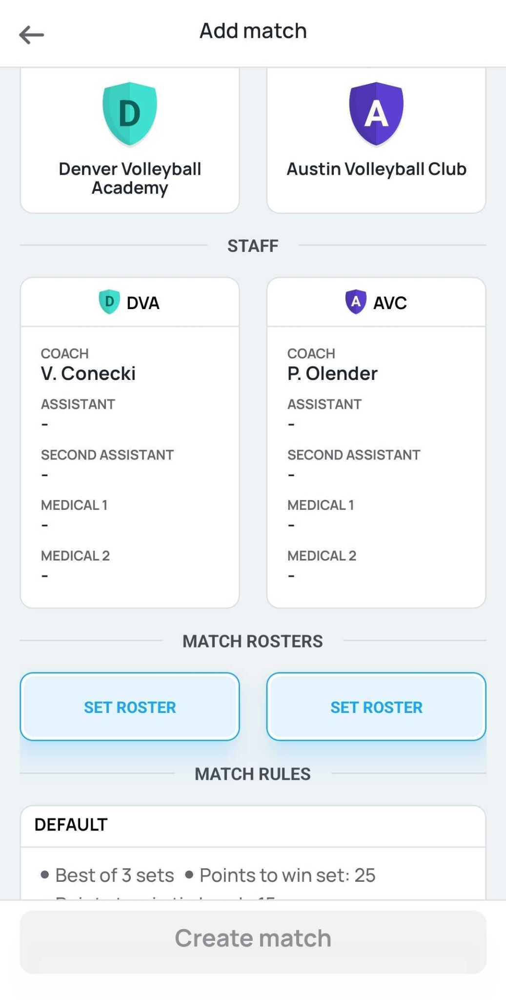 Add match
D
A
Denver Volleyball
Academy
Austin Volleyball Club
STAFF
D DVA
A AVC
COACH
V. Conecki
ASSISTANT
-
SECOND ASSISTANT
-
MEDICAL 1
-
MEDICAL 2
-
COACH
P. Olender
ASSISTANT
-
SECOND ASSISTANT
-
MEDICAL 1
-
MEDICAL 2
-
MATCH ROSTERS
SET ROSTER
SET ROSTER
MATCH RULES
DEFAULT
• Best of 3 sets • Points to win set: 25
Create match